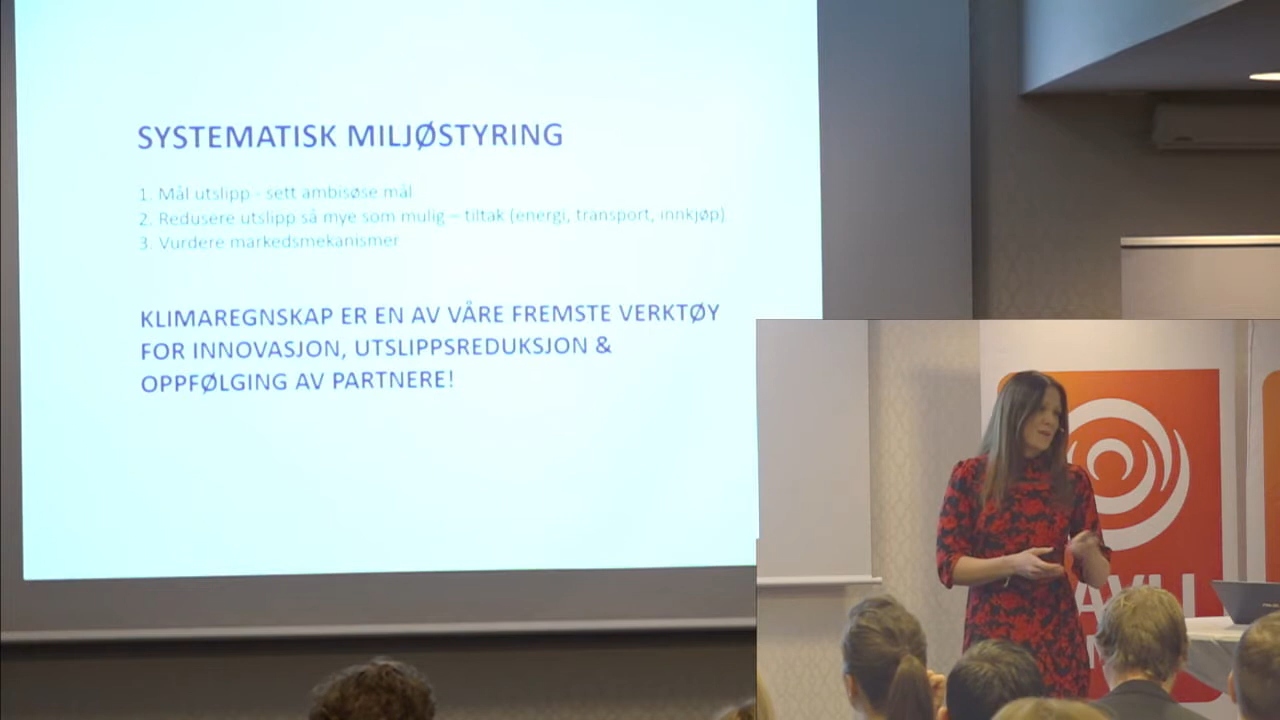 SYSTEMATISK MILJØSTYRING
1. Mål utslipp - sett ambisøse mål
2. Redusere utslipp så mye som mulig – tiltak (energi, transport, innkjøp)
3. Vurdere markedsmekanismer
KLIMAREGNSKAP ER EN AV VÅRE FREMSTE VERKTØY
FOR INNOVASJON, UTSLIPPSREDUKSJON &
OPPFØLGING AV PARTNERE!